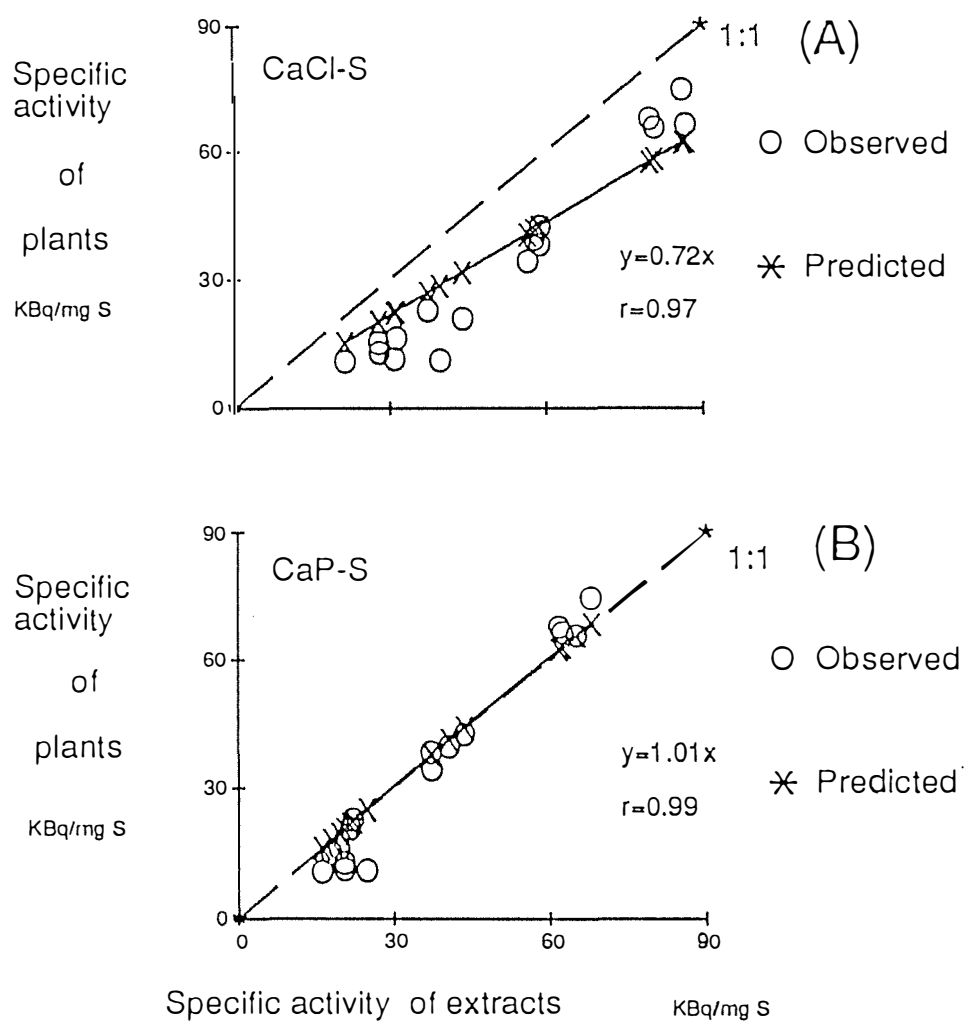 90
1:1
(A)
CaCl-S
Specific
activity
of
plants
KBq/mg S
60
30
0
O Observed
Predicted
y=0.72x
r=0.97
90
1:1
(B)
CaP-S
Specific
activity
of
plants
KBq/mg S
60
30
0
O Observed
Predicted
y=1.01x
r=0.99
0 30 60 90
Specific activity of extracts KBq/mg S